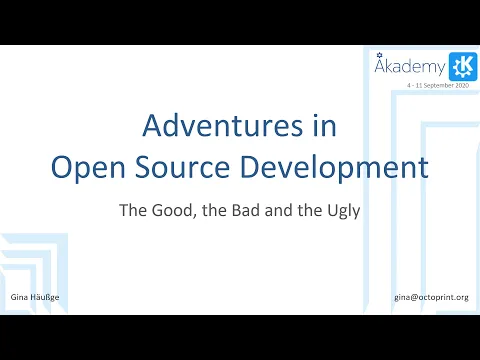 Akademy
4 - 11 September 2020
Adventures in
Open Source Development
The Good, the Bad and the Ugly
Gina Häußge
gina@octoprint.org